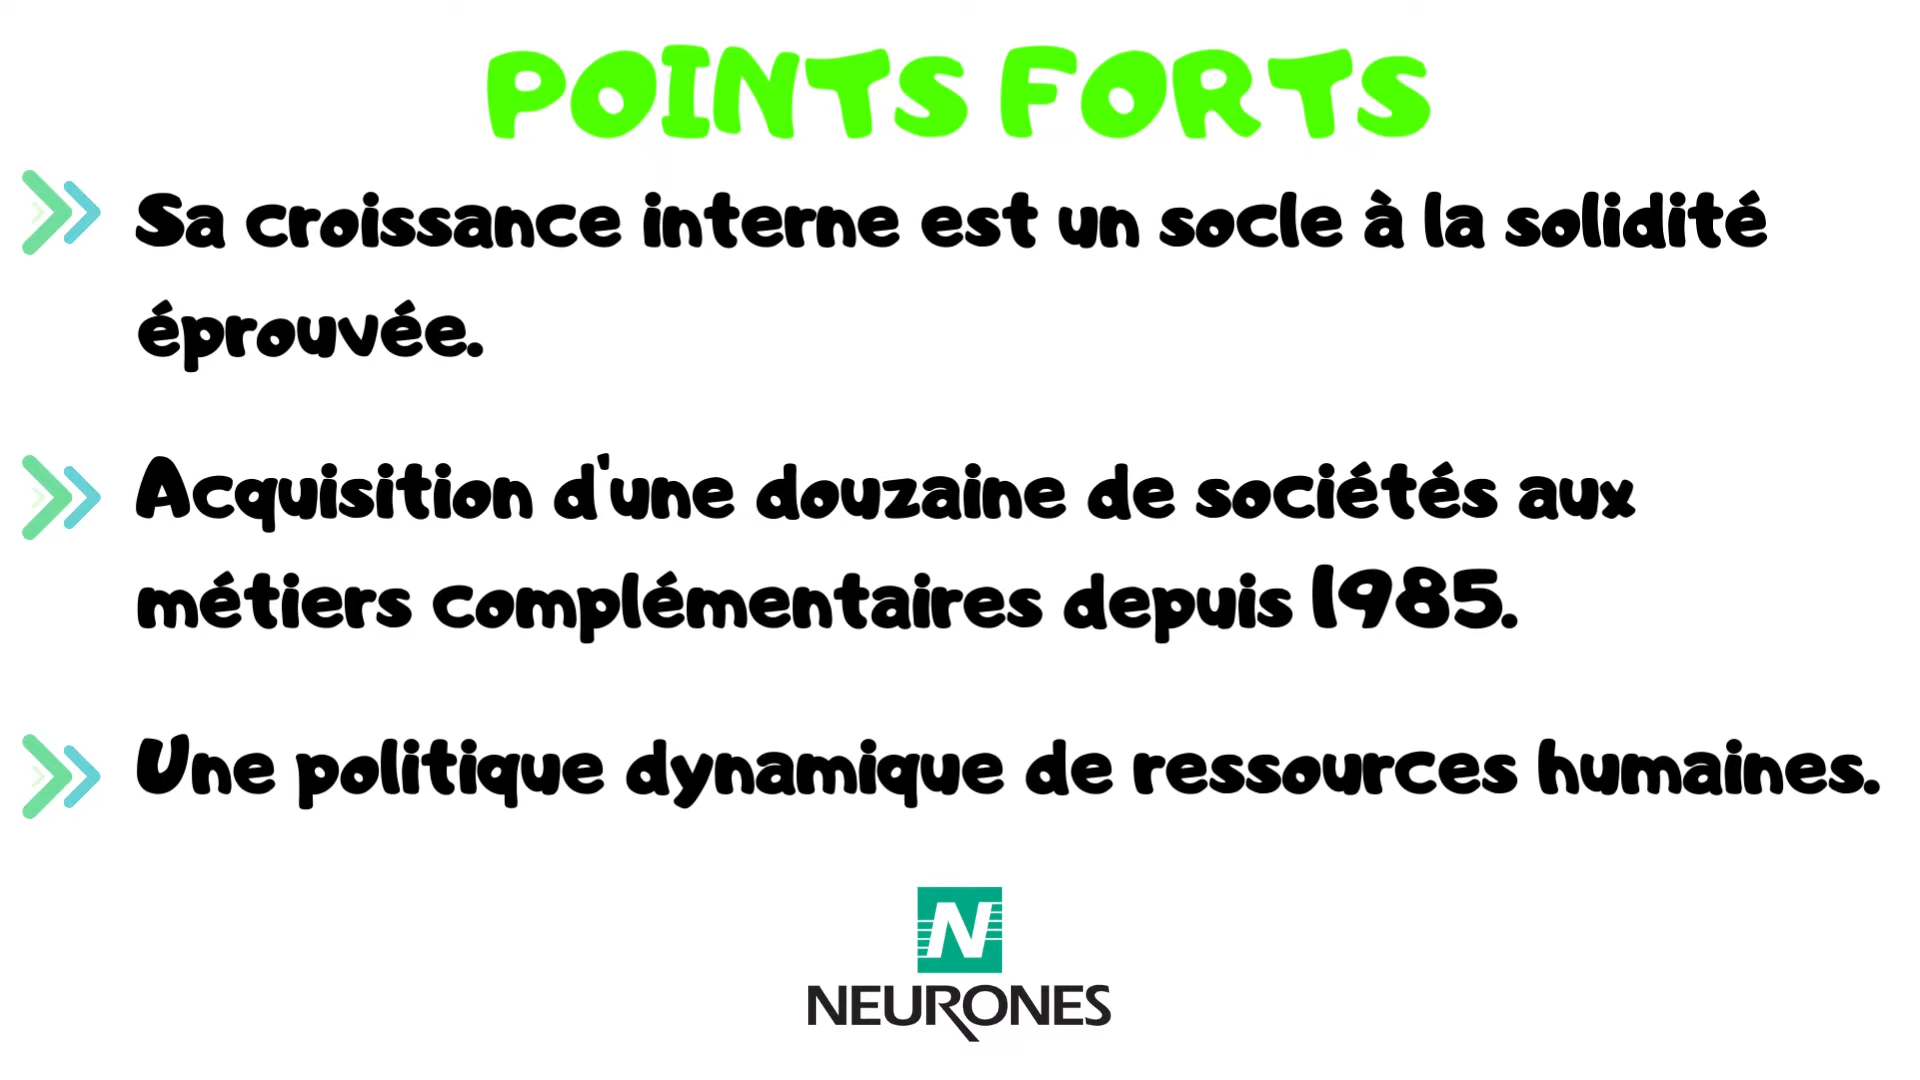 POINTS FORTS
Sa croissance interne est un socle à la solidité
éprouvée.
Acquisition d'une douzaine de sociétés aux
métiers complémentaires depuis 1985.
Une politique dynamique de ressources humaines.
N
NEURONES